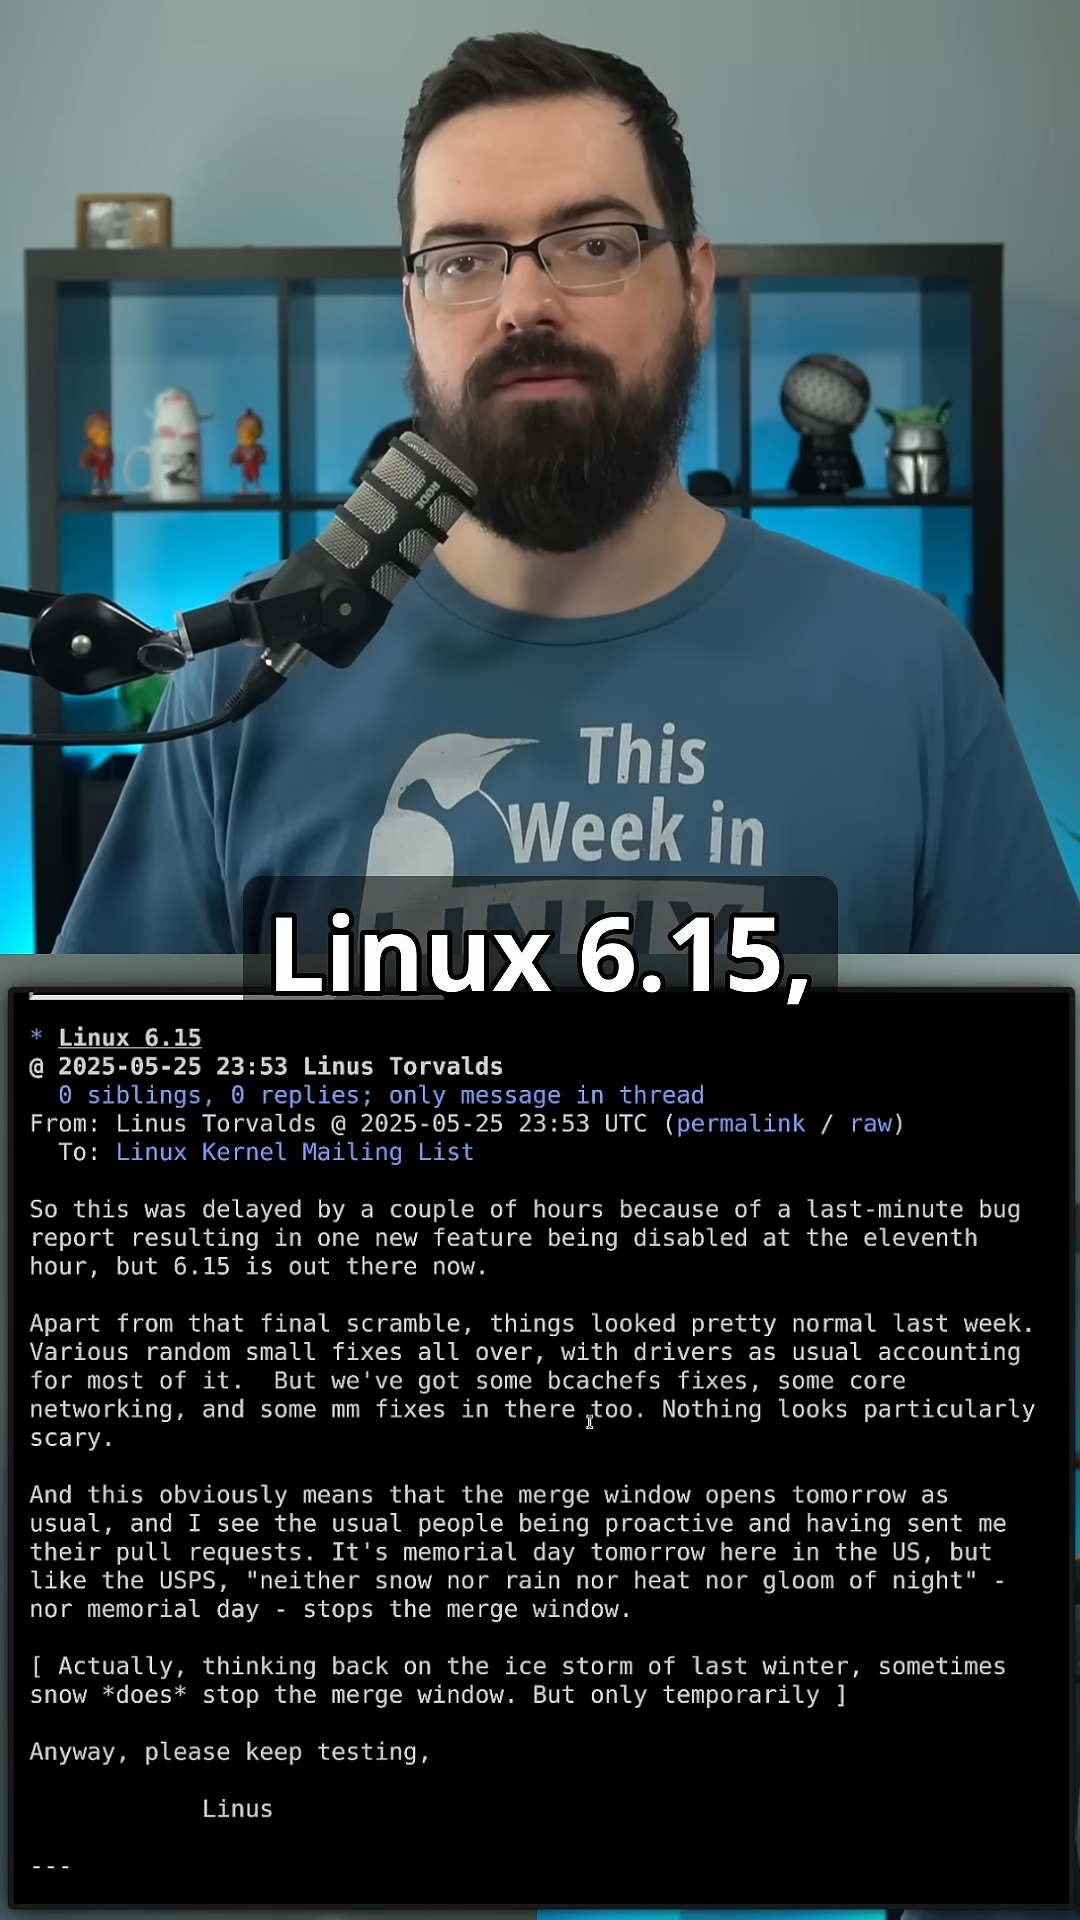 RØDE
This
Week in
LINUX
Linux 6.15,
* Linux 6.15
@ 2025-05-25 23:53 Linus Torvalds
0 siblings, 0 replies; only message in thread
From: Linus Torvalds @ 2025-05-25 23:53 UTC (permalink / raw)
To: Linux Kernel Mailing List
So this was delayed by a couple of hours because of a last-minute bug
report resulting in one new feature being disabled at the eleventh
hour, but 6.15 is out there now.
Apart from that final scramble, things looked pretty normal last week.
Various random small fixes all over, with drivers as usual accounting
for most of it.  But we've got some bcachefs fixes, some core
networking, and some mm fixes in there too. Nothing looks particularly
scary.
And this obviously means that the merge window opens tomorrow as
usual, and I see the usual people being proactive and having sent me
their pull requests. It's memorial day tomorrow here in the US, but
like the USPS, "neither snow nor rain nor heat nor gloom of night" -
nor memorial day - stops the merge window.
[ Actually, thinking back on the ice storm of last winter, sometimes
snow *does* stop the merge window. But only temporarily ]
Anyway, please keep testing,
Linus
---